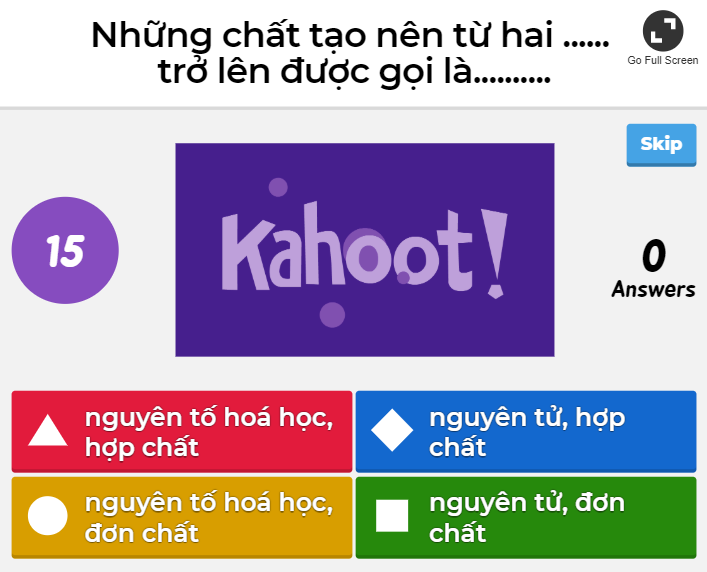 Những chất tạo nên từ hai ......
trở lên được gọi là..........
Go Full Screen
Skip
15
Kahoot!
0
Answers
nguyên tố hoá học,
hợp chất
nguyên tử, hợp
chất
nguyên tố hoá học,
đơn chất
nguyên tử, đơn
chất